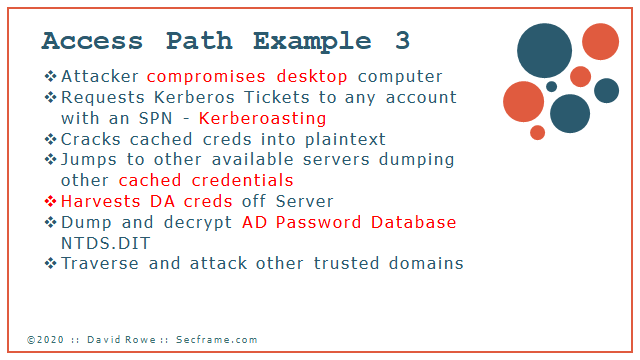 Access Path Example 3
❖Attacker compromises desktop computer
❖Requests Kerberos Tickets to any account
with an SPN - Kerberoasting
❖Cracks cached creds into plaintext
❖Jumps to other available servers dumping
other cached credentials
❖Harvests DA creds off Server
❖Dump and decrypt AD Password Database
NTDS.DIT
❖Traverse and attack other trusted domains
©2020 :: David Rowe :: Secframe.com